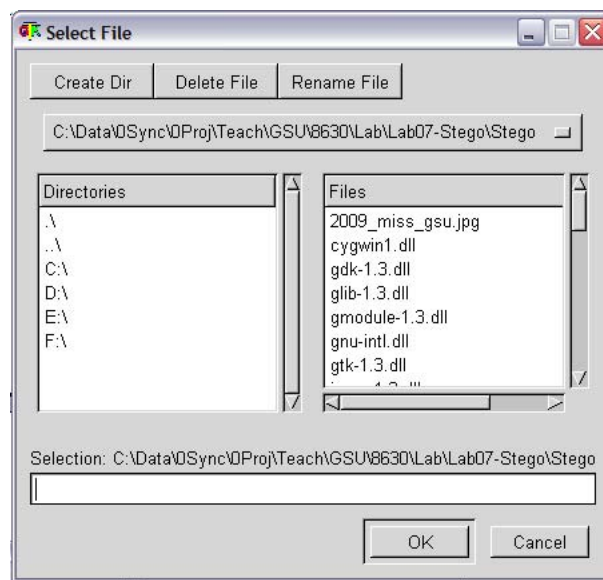 Select File
Create Dir Delete File Rename File
C:\Data\0Sync\0Proj\Teach\GSU\8630\Lab\Lab07-Stego\Stego
Directories
.\
..\
C:\
D:\
E:\
F:\
Files
2009_miss_gsu.jpg
cygwin1.dll
gdk-1.3.dll
glib-1.3.dll
gmodule-1.3.dll
gnu-intl.dll
gtk-1.3.dll
Selection: C:\Data\0Sync\0Proj\Teach\GSU\8630\Lab\Lab07-Stego\Stego
OK Cancel